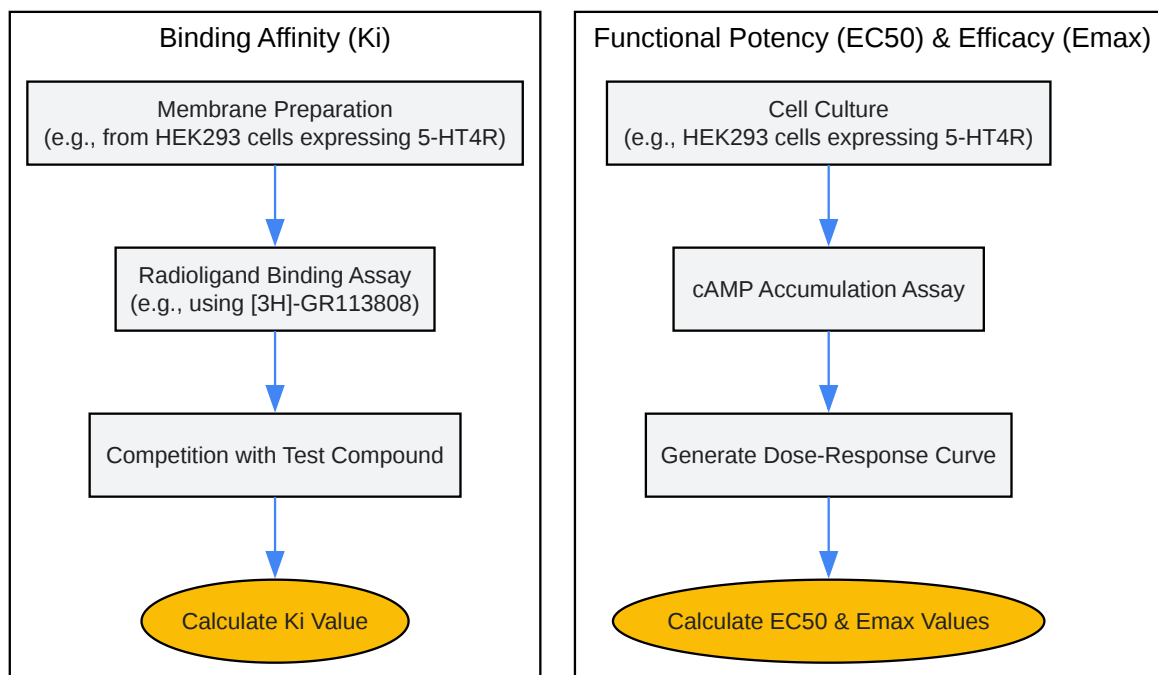 Binding Affinity (Ki)
Membrane Preparation
(e.g., from HEK293 cells expressing 5-HT4R)
Radioligand Binding Assay
(e.g., using [3H]-GR113808)
Competition with Test Compound
Calculate Ki Value
Functional Potency (EC50) & Efficacy (Emax)
Cell Culture
(e.g., HEK293 cells expressing 5-HT4R)
cAMP Accumulation Assay
Generate Dose-Response Curve
Calculate EC50 & Emax Values